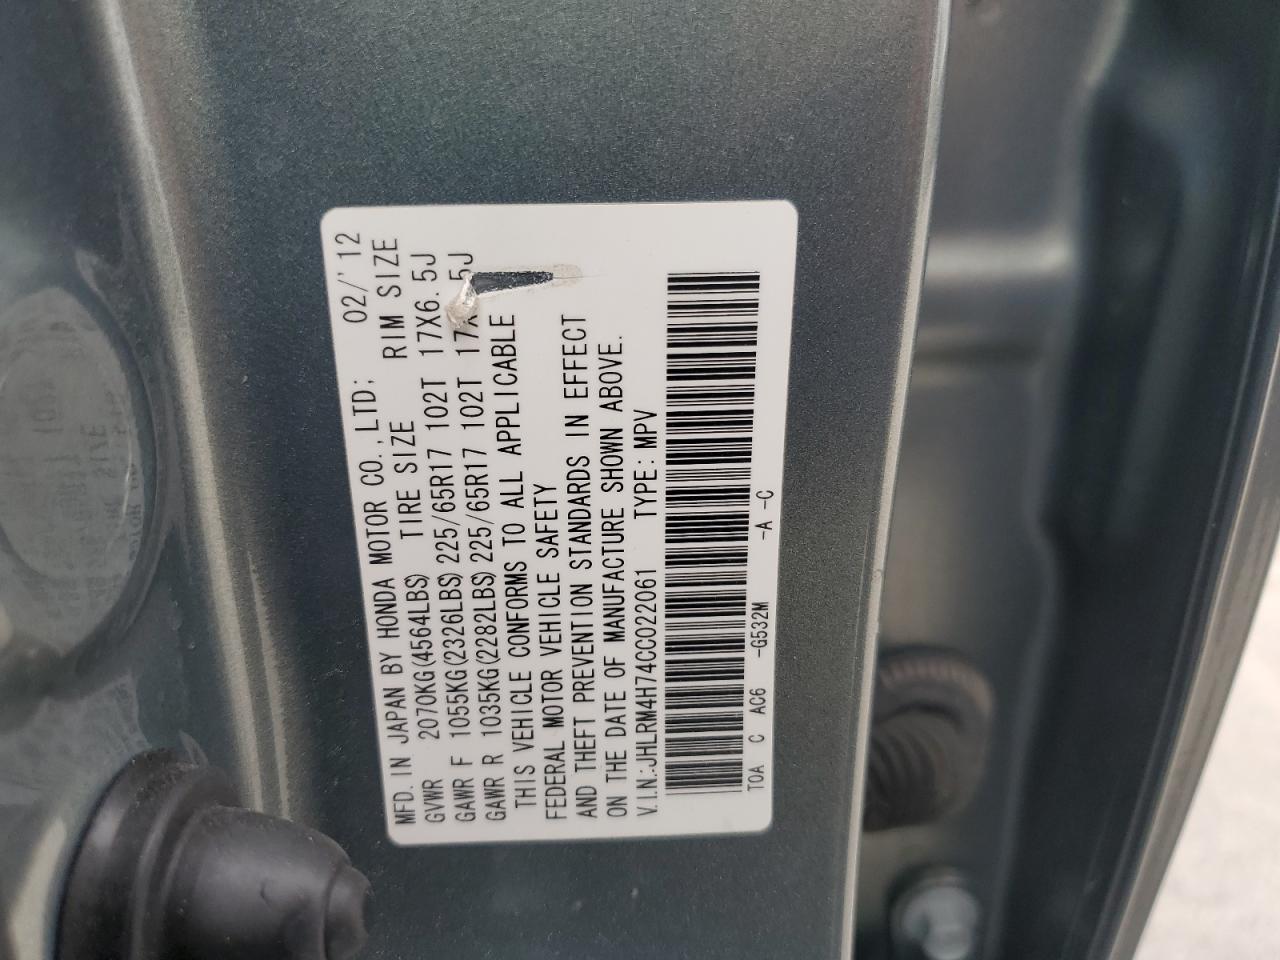 MFD. IN JAPAN BY HONDA MOTOR CO., LTD; 02/'12
TIRE SIZE RIM SIZE
GVWR 2070KG(4564LBS)
GAWR F 1055KG(2326LBS) 225/65R17 102T 17X6.5J
GAWR R 1035KG(2282LBS) 225/65R17 102T 17X 5J
THIS VEHICLE CONFORMS TO ALL APPLICABLE
FEDERAL MOTOR VEHICLE SAFETY
AND THEFT PREVENTION STANDARDS IN EFFECT
ON THE DATE OF MANUFACTURE SHOWN ABOVE.
V.I.N.:JHLRM4H74CC022061 TYPE:MPV
TOA C AC6 -G532M -A -C